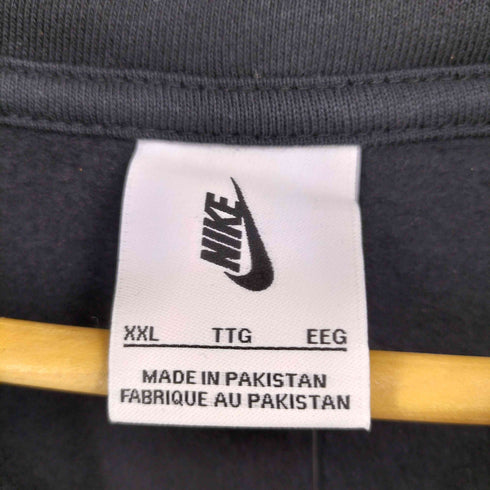 NIKE
XXL TTG EEG
MADE IN PAKISTAN
FABRIQUE AU PAKISTAN